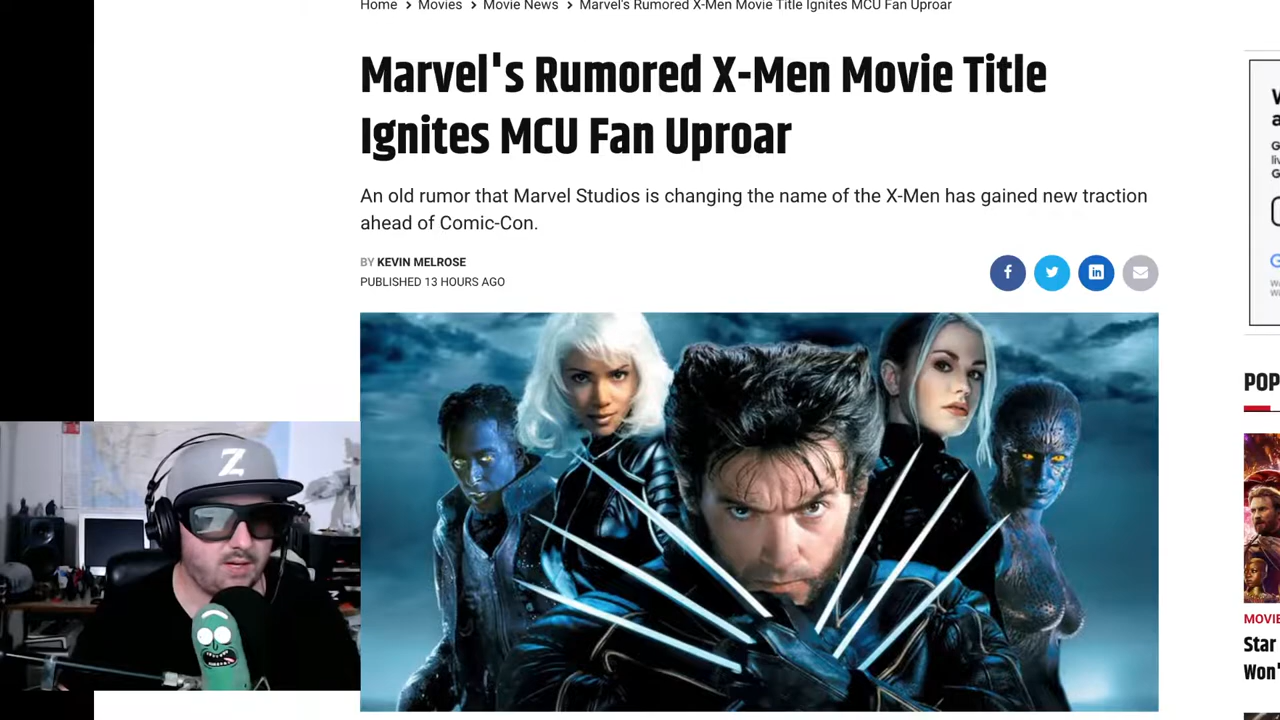 Home > Movies > Movie News > Marvel's Rumored X-Men Movie Title Ignites MCU Fan Uproar
Marvel's Rumored X-Men Movie Title
Ignites MCU Fan Uproar
An old rumor that Marvel Studios is changing the name of the X-Men has gained new traction
ahead of Comic-Con.
BY KEVIN MELROSE
PUBLISHED 13 HOURS AGO
f
in
Z
POP
MOVIE
Star
Won'